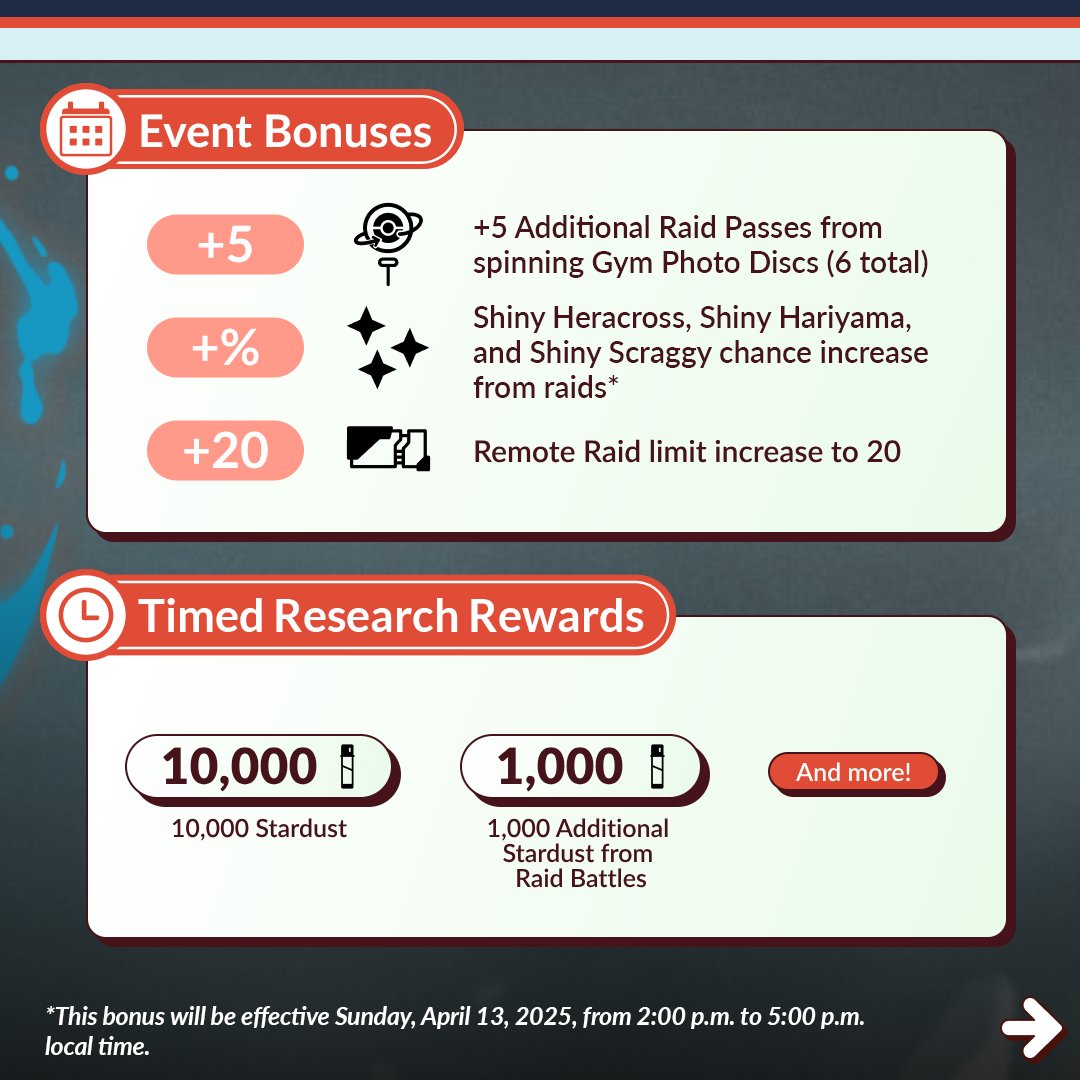 Event Bonuses
+5
+5 Additional Raid Passes from
spinning Gym Photo Discs (6 total)
+%
Shiny Heracross, Shiny Hariyama,
and Shiny Scraggy chance increase
from raids*
+20
Remote Raid limit increase to 20
Timed Research Rewards
10,000
10,000 Stardust
1,000
1,000 Additional
Stardust from
Raid Battles
And more!
*This bonus will be effective Sunday, April 13, 2025, from 2:00 p.m. to 5:00 p.m.
local time.